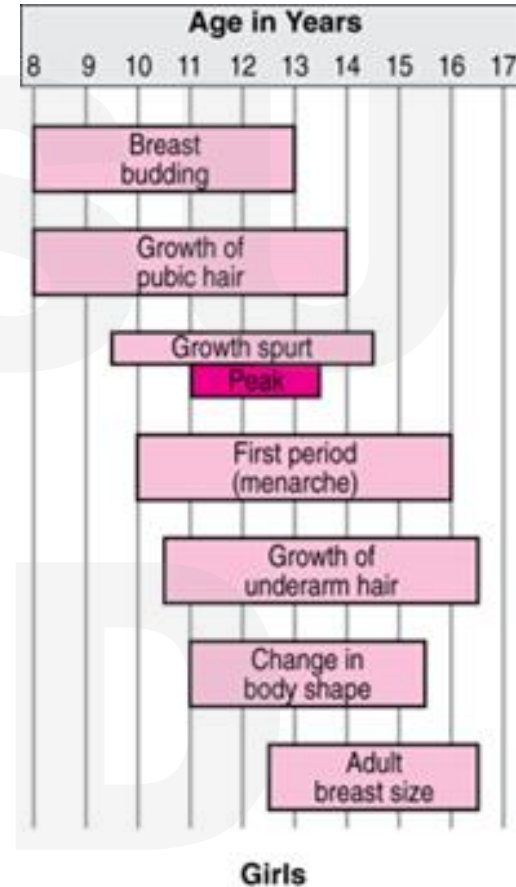 Age in Years
8 9 10 11 12 13 14 15 16 17
Breast
budding
Growth of
pubic hair
Growth spurt
Peak
First period
(menarche)
Growth of
underarm hair
Change in
body shape
Adult
breast size
Girls